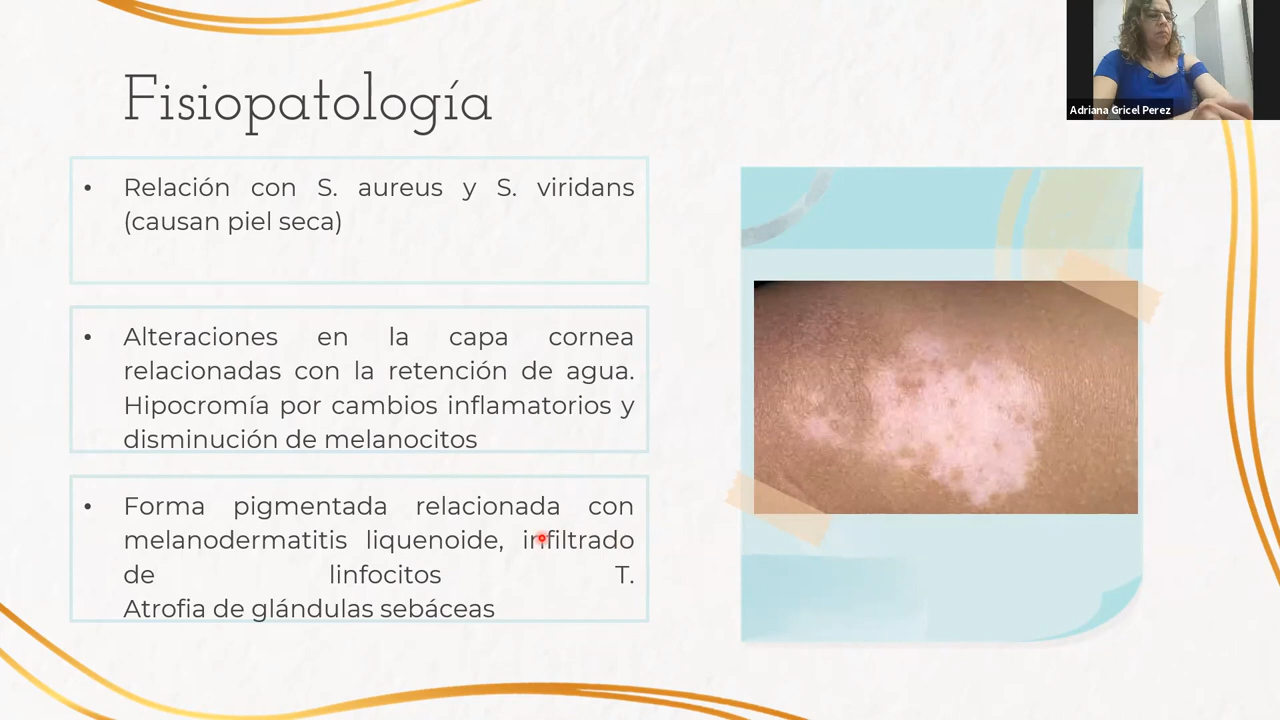 Fisiopatología
Adriana Gricel Perez
• Relación con S. aureus y S. viridans
(causan piel seca)
• Alteraciones en la capa cornea
relacionadas con la retención de agua.
Hipocromía por cambios inflamatorios y
disminución de melanocitos
• Forma pigmentada relacionada con
melanodermatitis liquenoide, infiltrado
de linfocitos T.
Atrofia de glándulas sebáceas